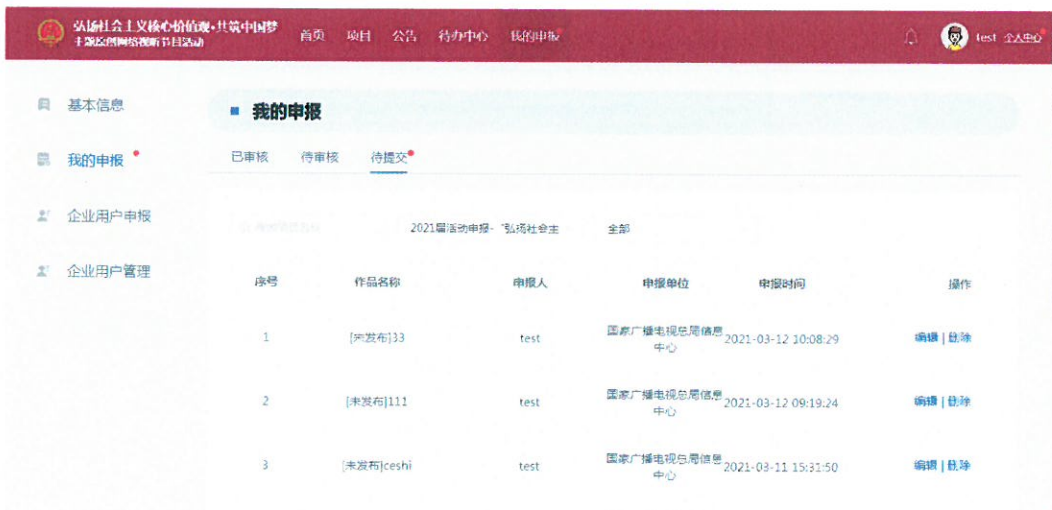 弘扬社会主义核心价值观·共筑中国梦
主题原创网络视听节目活动
首页 项目 公告 待办中心 我的申报
test 个人中心
基本信息
我的申报
企业用户申报
企业用户管理
我的申报
已审核 待审核 待提交
2021届活动申报-“弘扬社会主 全部
序号 作品名称 申报人 申报单位 申报时间 操作
1 [未发布]33 test 国家广播电视总局信息中心 2021-03-12 10:08:29 编辑 | 删除
2 [未发布]111 test 国家广播电视总局信息中心 2021-03-12 09:19:24 编辑 | 删除
3 [未发布]ceshi test 国家广播电视总局信息中心 2021-03-11 15:31:50 编辑 | 删除